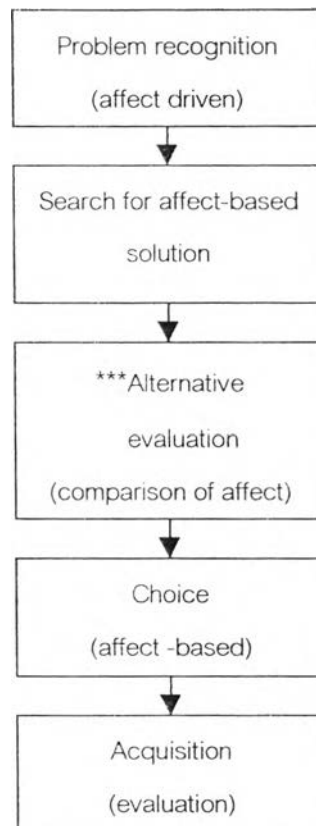 Problem recognition
(affect driven)
Search for affect-based
solution
***Alternative
evaluation
(comparison of affect)
Choice
(affect -based)
Acquisition
(evaluation)